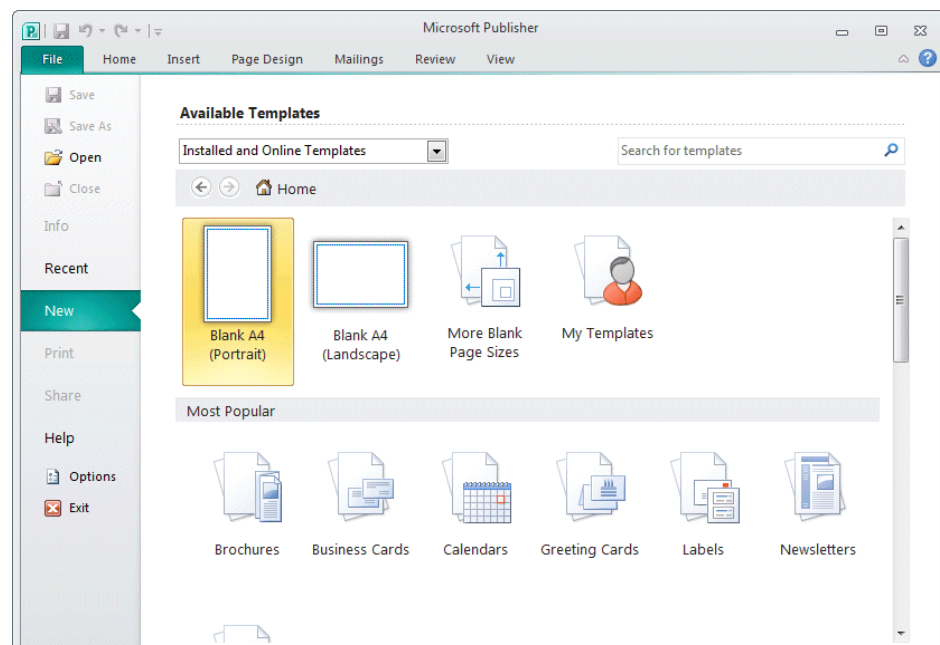 Microsoft Publisher
File Home Insert Page Design Mailings Review View
Save
Save As
Open
Close
Info
Recent
New
Print
Share
Help
Options
Exit
Available Templates
Installed and Online Templates
Search for templates
Home
Blank A4
(Portrait)
Blank A4
(Landscape)
More Blank
Page Sizes
My Templates
Most Popular
Brochures
Business Cards
Calendars
Greeting Cards
Labels
Newsletters